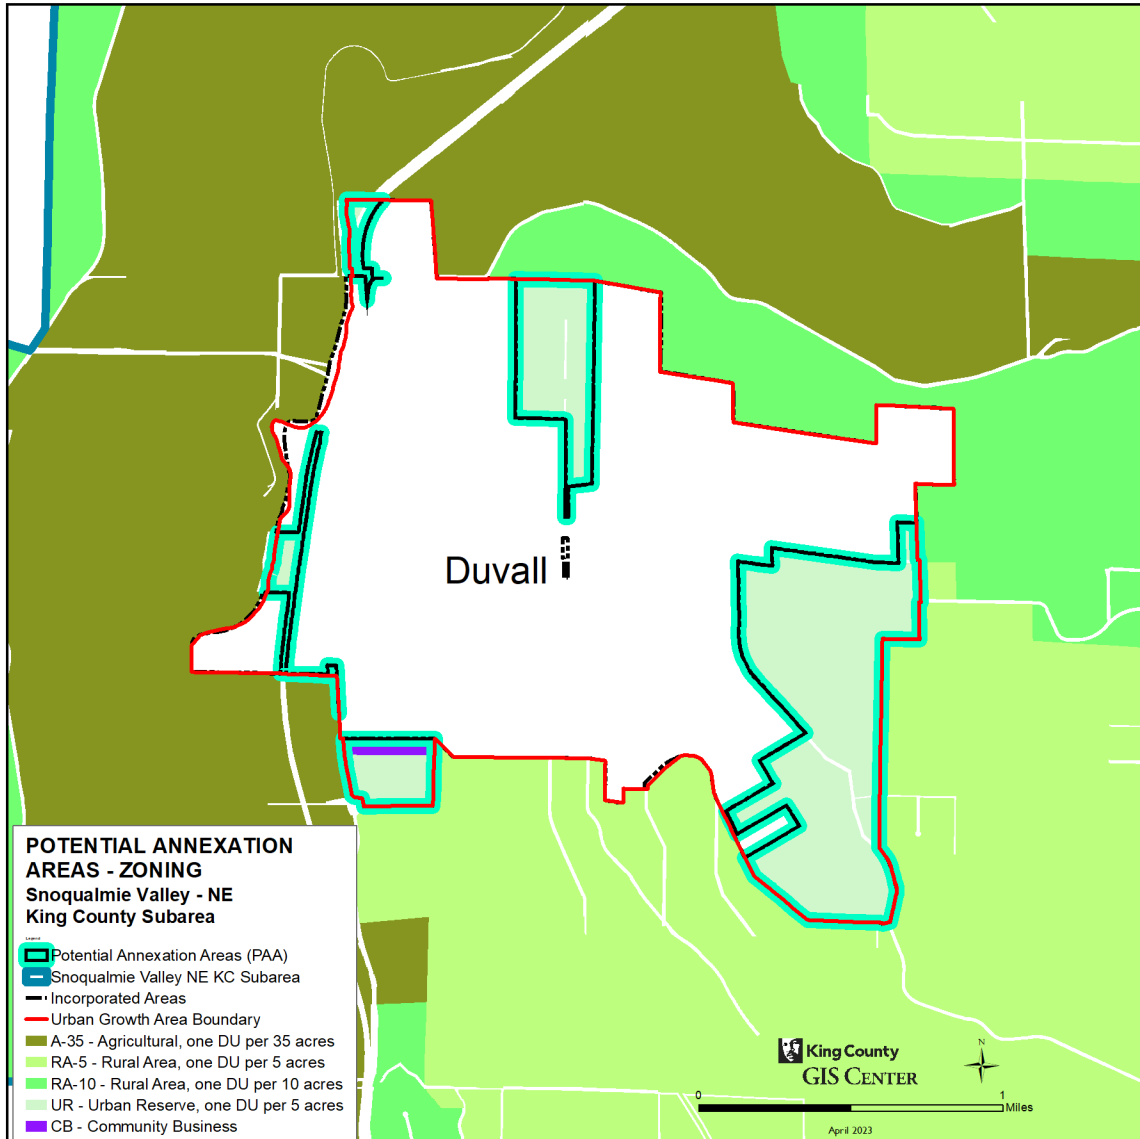 Duvall
POTENTIAL ANNEXATION
AREAS - ZONING
Snoqualmie Valley - NE
King County Subarea
Legend
Potential Annexation Areas (PAA)
Snoqualmie Valley NE KC Subarea
Incorporated Areas
Urban Growth Area Boundary
A-35 - Agricultural, one DU per 35 acres
RA-5 - Rural Area, one DU per 5 acres
RA-10 - Rural Area, one DU per 10 acres
UR - Urban Reserve, one DU per 5 acres
CB - Community Business
King County
GIS CENTER
N
0 1
Miles
April 2023